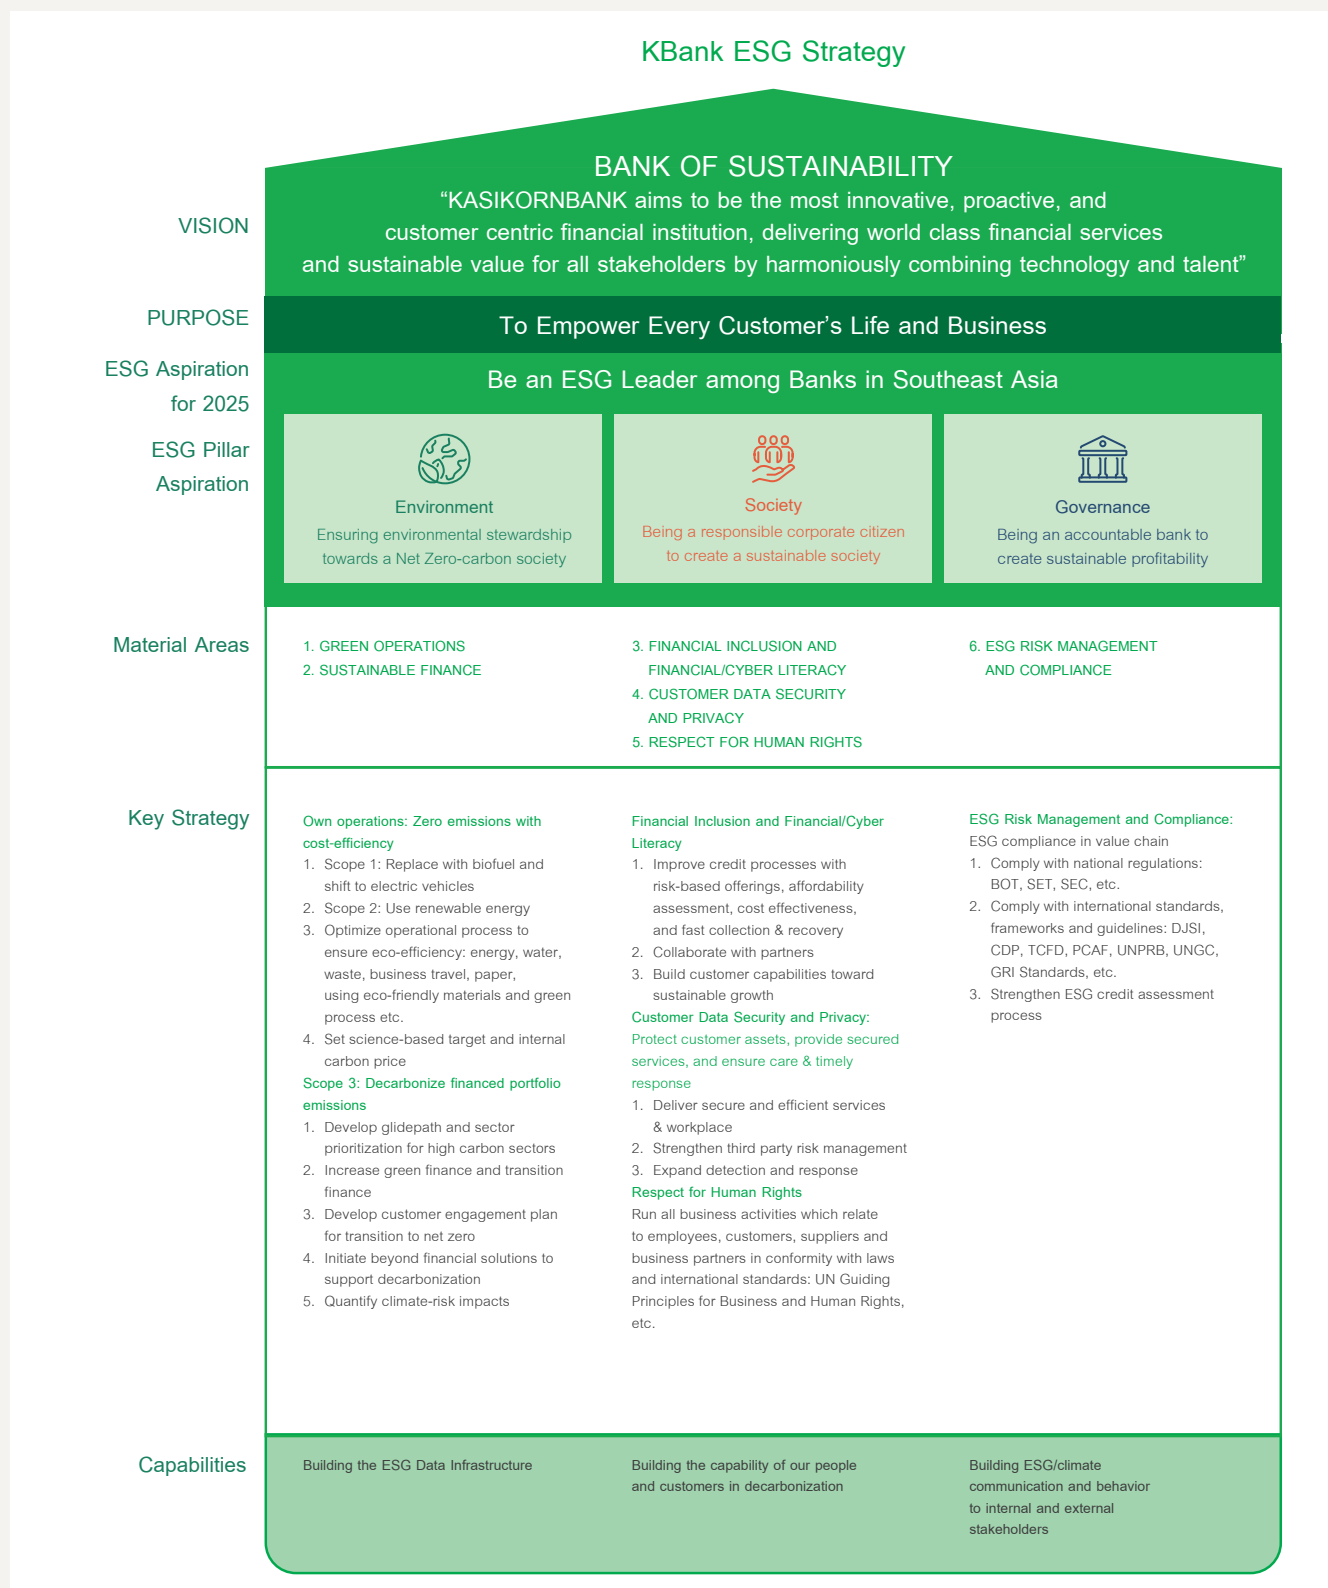 KBank ESG Strategy
BANK OF SUSTAINABILITY
VISION
“KASIKORNBANK aims to be the most innovative, proactive, and
customer centric financial institution, delivering world class financial services
and sustainable value for all stakeholders by harmoniously combining technology and talent”
PURPOSE
To Empower Every Customer’s Life and Business
ESG Aspiration
for 2025
Be an ESG Leader among Banks in Southeast Asia
ESG Pillar
Aspiration
Environment
Ensuring environmental stewardship
towards a Net Zero-carbon society
Society
Being a responsible corporate citizen
to create a sustainable society
Governance
Being an accountable bank to
create sustainable profitability
Material Areas
1. GREEN OPERATIONS
2. SUSTAINABLE FINANCE
3. FINANCIAL INCLUSION AND
FINANCIAL/CYBER LITERACY
4. CUSTOMER DATA SECURITY
AND PRIVACY
5. RESPECT FOR HUMAN RIGHTS
6. ESG RISK MANAGEMENT
AND COMPLIANCE
Key Strategy
Own operations: Zero emissions with
cost-efficiency
1. Scope 1: Replace with biofuel and
shift to electric vehicles
2. Scope 2: Use renewable energy
3. Optimize operational process to
ensure eco-efficiency: energy, water,
waste, business travel, paper,
using eco-friendly materials and green
process etc.
4. Set science-based target and internal
carbon price
Scope 3: Decarbonize financed portfolio
emissions
1. Develop glidepath and sector
prioritization for high carbon sectors
2. Increase green finance and transition
finance
3. Develop customer engagement plan
for transition to net zero
4. Initiate beyond financial solutions to
support decarbonization
5. Quantify climate-risk impacts
Financial Inclusion and Financial/Cyber
Literacy
1. Improve credit processes with
risk-based offerings, affordability
assessment, cost effectiveness,
and fast collection & recovery
2. Collaborate with partners
3. Build customer capabilities toward
sustainable growth
Customer Data Security and Privacy:
Protect customer assets, provide secured
services, and ensure care & timely
response
1. Deliver secure and efficient services
& workplace
2. Strengthen third party risk management
3. Expand detection and response
Respect for Human Rights
Run all business activities which relate
to employees, customers, suppliers and
business partners in conformity with laws
and international standards: UN Guiding
Principles for Business and Human Rights,
etc.
ESG Risk Management and Compliance:
ESG compliance in value chain
1. Comply with national regulations:
BOT, SET, SEC, etc.
2. Comply with international standards,
frameworks and guidelines: DJSI,
CDP, TCFD, PCAF, UNPRB, UNGC,
GRI Standards, etc.
3. Strengthen ESG credit assessment
process
Capabilities
Building the ESG Data Infrastructure
Building the capability of our people
and customers in decarbonization
Building ESG/climate
communication and behavior
to internal and external
stakeholders